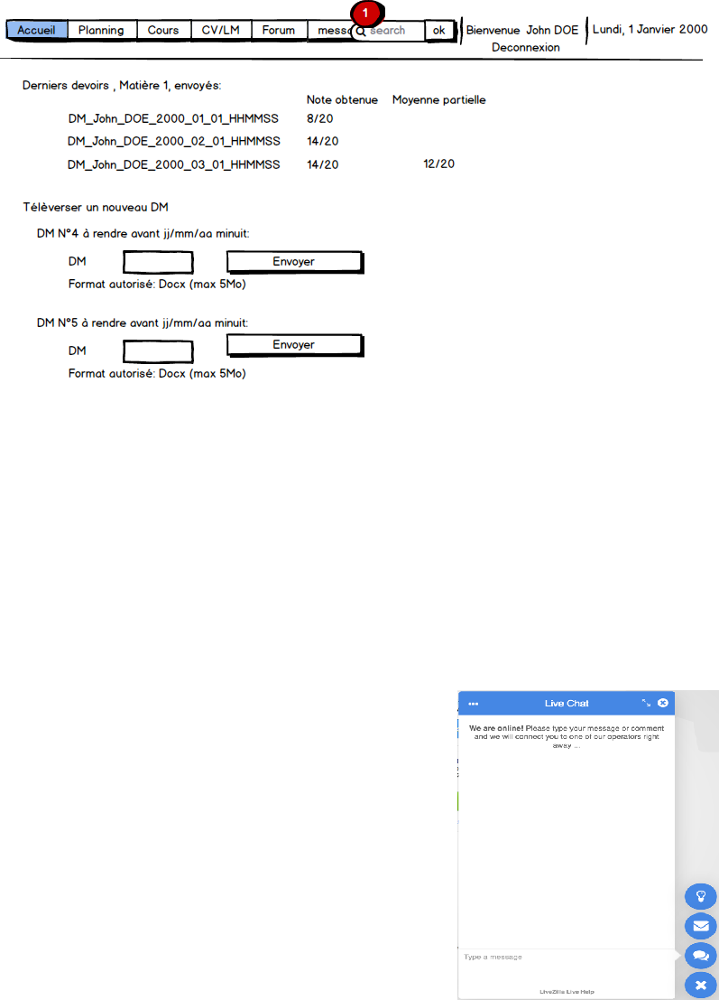 1
Accueil Planning Cours CV/LM Forum messa search ok Bienvenue John DOE Lundi, 1 Janvier 2000
Deconnexion
Derniers devoirs , Matière 1, envoyés:
Note obtenue Moyenne partielle
DM_John_DOE_2000_01_01_HHMMSS 8/20
DM_John_DOE_2000_02_01_HHMMSS 14/20
DM_John_DOE_2000_03_01_HHMMSS 14/20 12/20
Télèverser un nouveau DM
DM N°4 à rendre avant jj/mm/aa minuit:
DM Envoyer
Format autorisé: Docx (max 5Mo)
DM N°5 à rendre avant jj/mm/aa minuit:
DM Envoyer
Format autorisé: Docx (max 5Mo)
Live Chat
We are online! Please type your message or comment
and we will connect you to one of our operators right
away ...
Type a message
LiveZilla Live Help